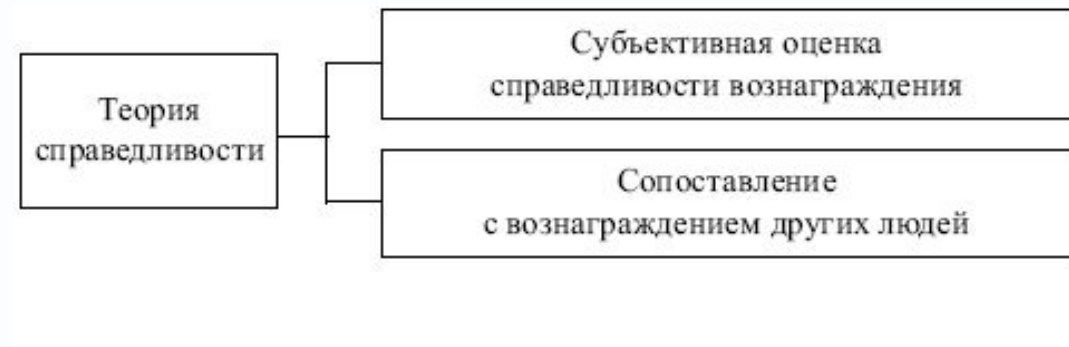 Теория
справедливости
Субъективная оценка
справедливости вознаграждения
Сопоставление
с вознаграждением других людей